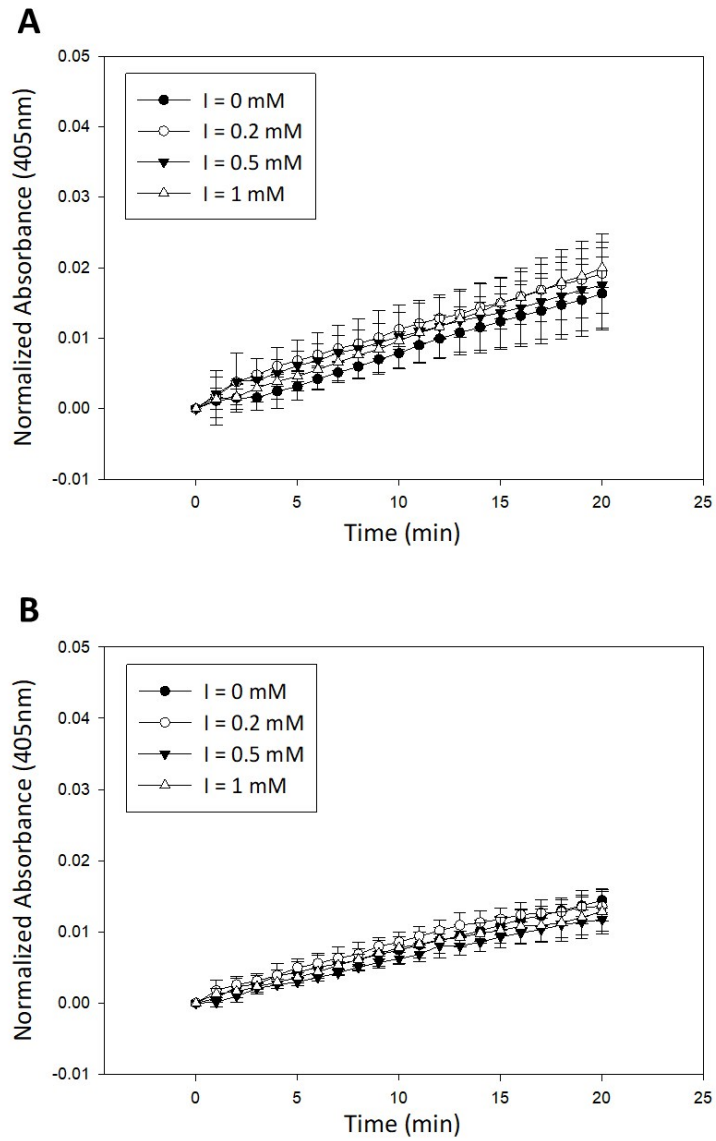 A
0.05
0.04
0.03
0.02
0.01
0.00
-0.01
Normalized Absorbance (405nm)
I = 0 mM
I = 0.2 mM
I = 0.5 mM
I = 1 mM
0 5 10 15 20 25
Time (min)
B
0.05
0.04
0.03
0.02
0.01
0.00
-0.01
Normalized Absorbance (405nm)
I = 0 mM
I = 0.2 mM
I = 0.5 mM
I = 1 mM
0 5 10 15 20 25
Time (min)